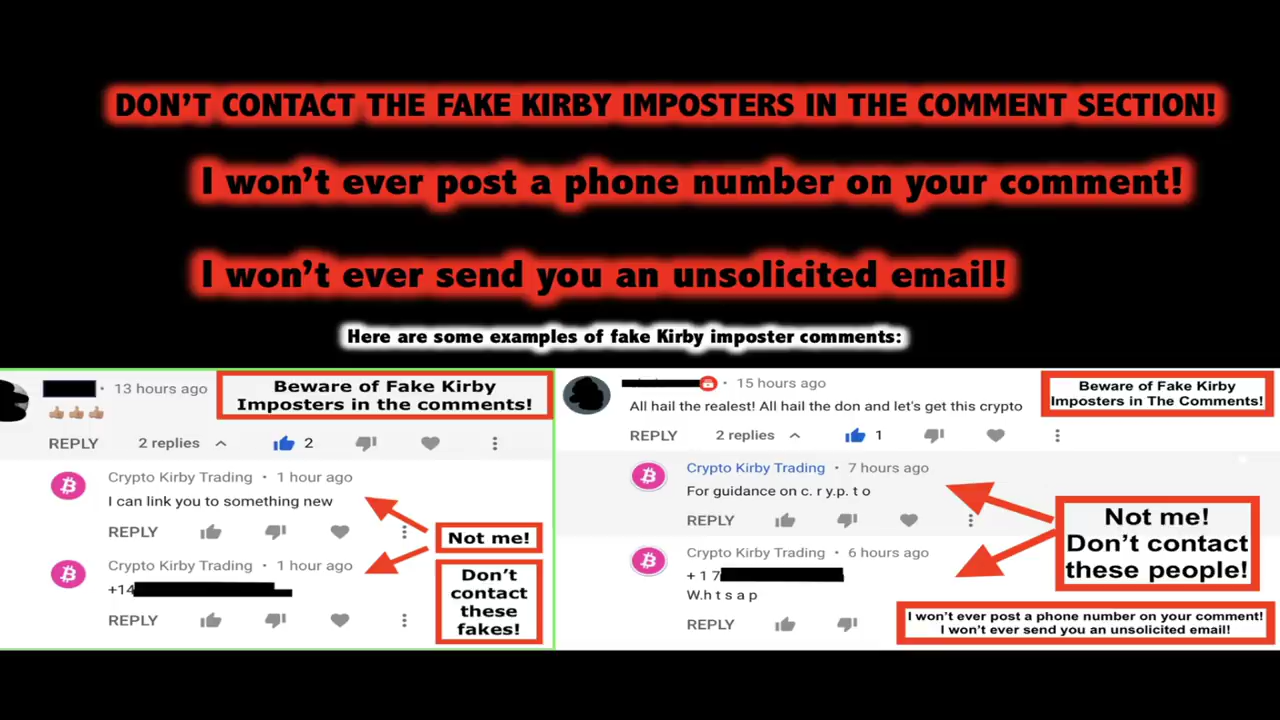 DON'T CONTACT THE FAKE KIRBY IMPOSTERS IN THE COMMENT SECTION!
I won't ever post a phone number on your comment!
I won't ever send you an unsolicited email!
Here are some examples of fake Kirby imposter comments:
· 13 hours ago
Beware of Fake Kirby
Imposters in the comments!
REPLY 2 replies 2
Crypto Kirby Trading · 1 hour ago
I can link you to something new
REPLY
Not me!
Crypto Kirby Trading · 1 hour ago
+14
REPLY
Don't
contact
these
fakes!
· 15 hours ago
All hail the realest! All hail the don and let's get this crypto
Beware of Fake Kirby
Imposters in The Comments!
REPLY 2 replies 1
Crypto Kirby Trading · 7 hours ago
For guidance on c. r y.p. t o
REPLY
Not me!
Don't contact
these people!
Crypto Kirby Trading · 6 hours ago
+ 1 7
W.h t s a p
REPLY
I won't ever post a phone number on your comment!
I won't ever send you an unsolicited email!